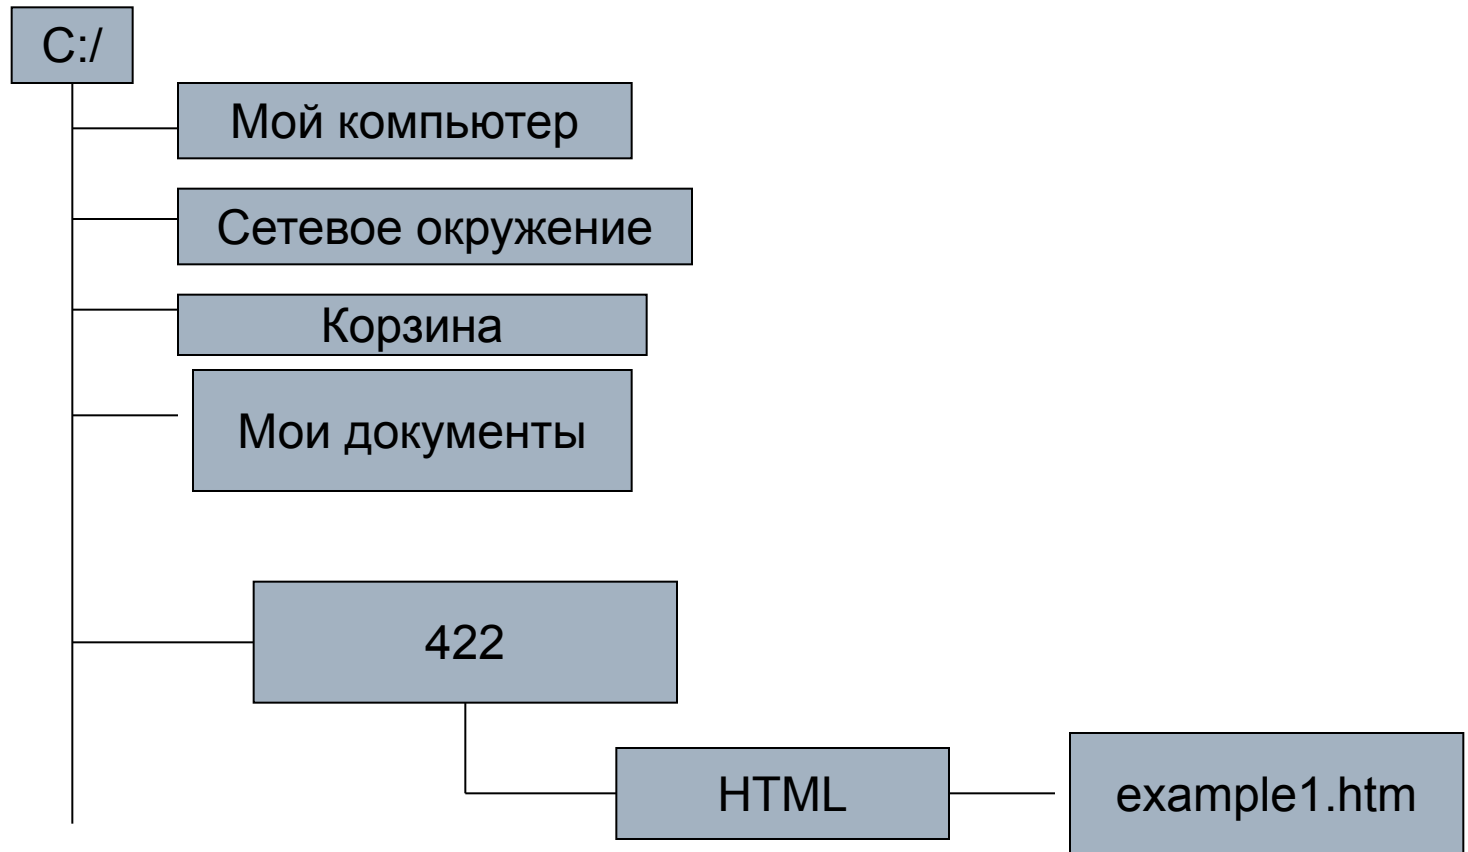 C:/
Мой компьютер
Сетевое окружение
Корзина
Мои документы
422
HTML
example1.htm